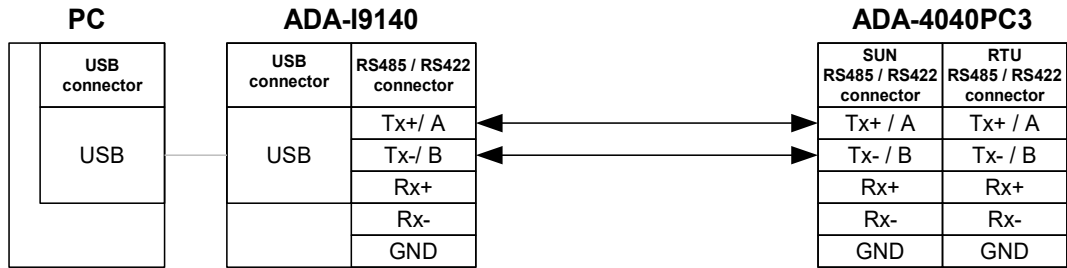 PC
ADA-I9140
ADA-4040PC3
USB
connector
USB
connector
RS485 / RS422
connector
SUN
RS485 / RS422
connector
RTU
RS485 / RS422
connector
USB
USB
Tx+/ A
Tx-/ B
Rx+
Rx-
GND
Tx+ / A
Tx- / B
Rx+
Rx-
GND
Tx+ / A
Tx- / B
Rx+
Rx-
GND